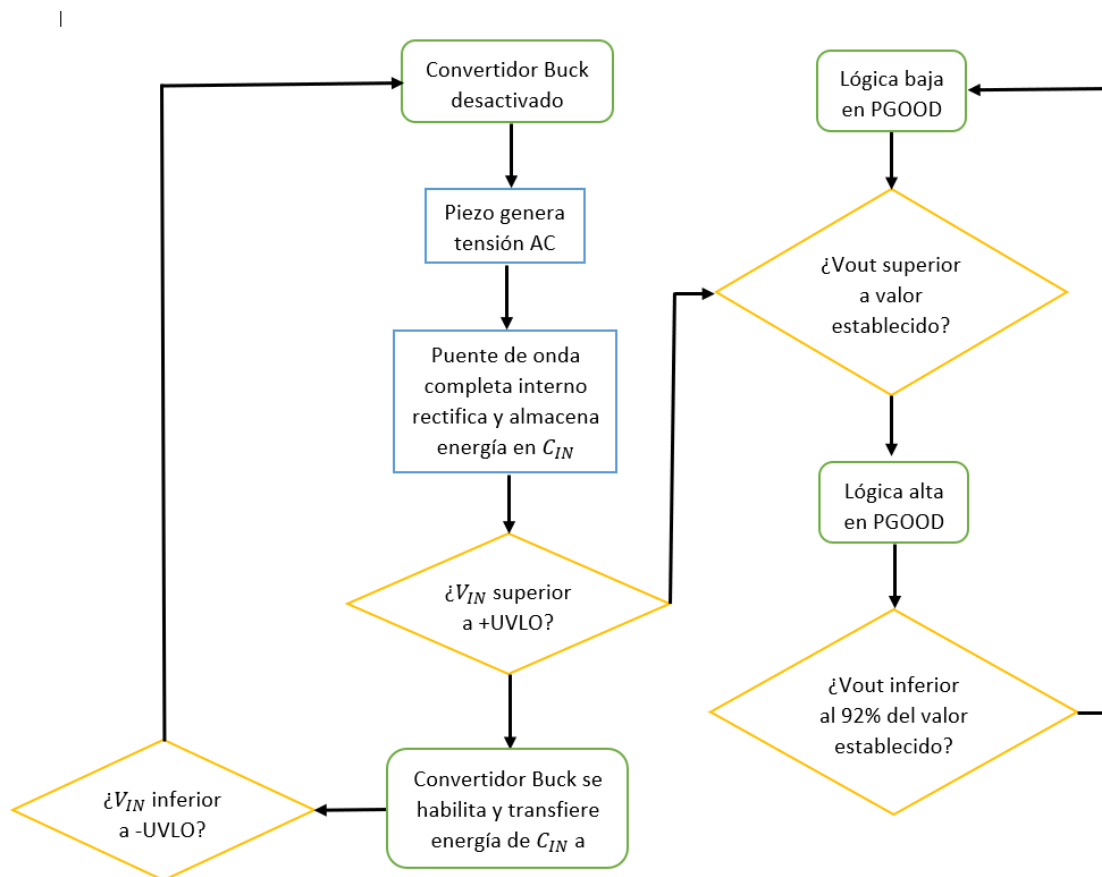 Convertidor Buck
desactivado
Piezo genera
tensión AC
Puente de onda
completa interno
rectifica y almacena
energía en C_IN
¿V_IN superior
a +UVLO?
Convertidor Buck se
habilita y transfiere
energía de C_IN a
¿V_IN inferior
a -UVLO?
Lógica baja
en PGOOD
¿Vout superior
a valor
establecido?
Lógica alta
en PGOOD
¿Vout inferior
al 92% del valor
establecido?